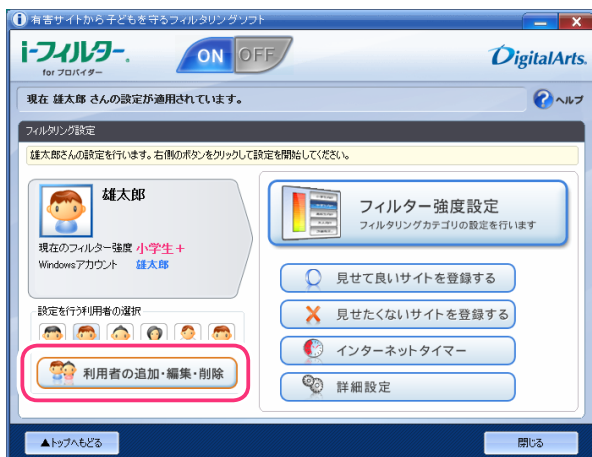 有害サイトから子どもを守るフィルタリングソフト
i-フィルター®
for プロバイダー
ON OFF
DigitalArts®
現在 雄太郎 さんの設定が適用されています。
ヘルプ
フィルタリング設定
雄太郎さんの設定を行います。右側のボタンをクリックして設定を開始してください。
雄太郎
現在のフィルター強度 小学生+
Windowsアカウント 雄太郎
設定を行う利用者の選択
利用者の追加・編集・削除
フィルター強度設定
フィルタリングカテゴリの設定を行います
見せて良いサイトを登録する
見せたくないサイトを登録する
インターネットタイマー
詳細設定
▲トップへもどる
閉じる